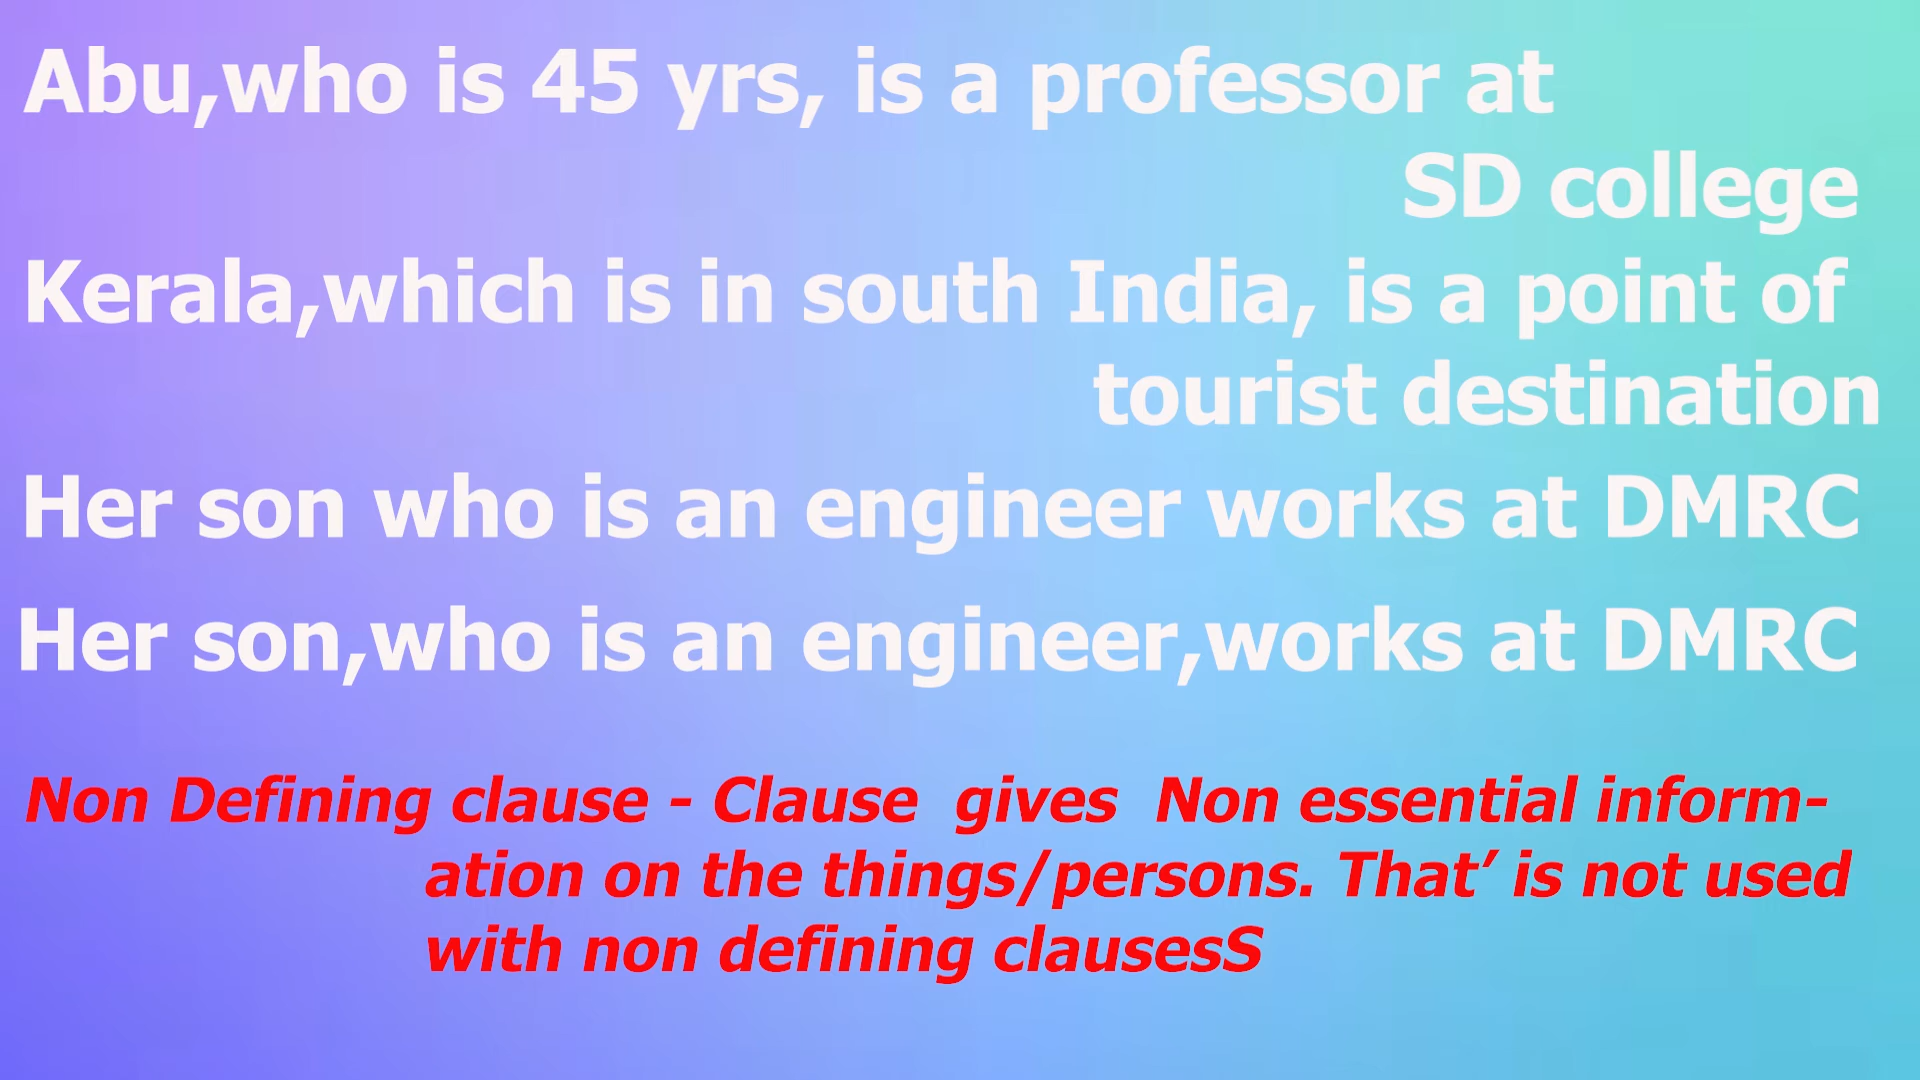 Abu,who is 45 yrs, is a professor at
SD college
Kerala,which is in south India, is a point of
tourist destination
Her son who is an engineer works at DMRC
Her son,who is an engineer,works at DMRC
Non Defining clause - Clause  gives  Non essential inform-
ation on the things/persons. That’ is not used
with non defining clausesS